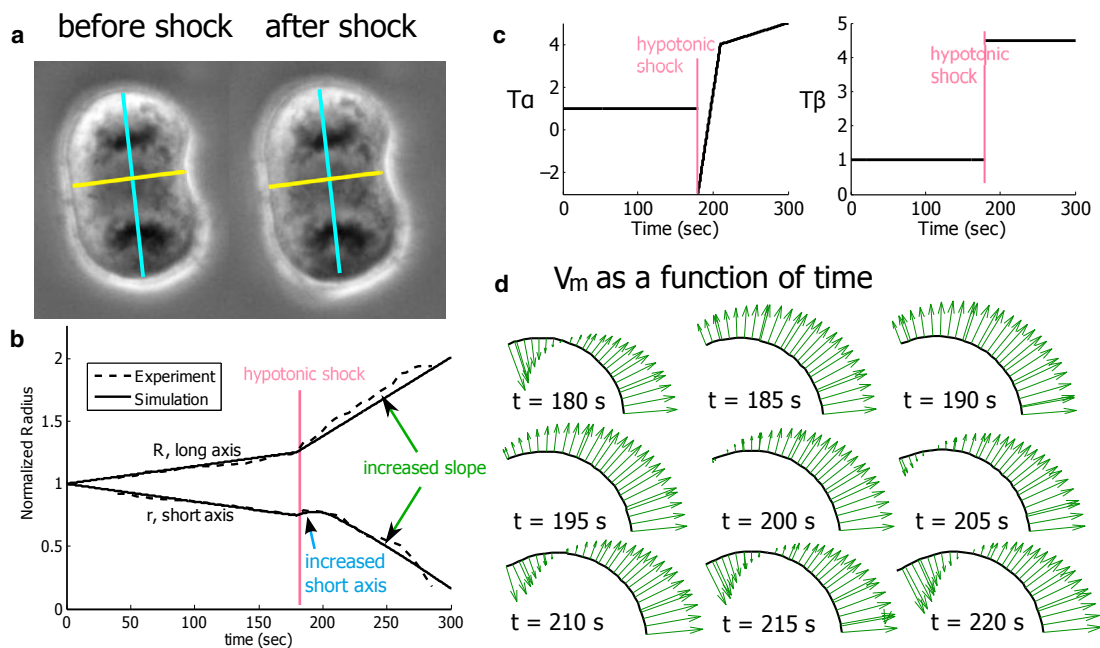 a
before shock
after shock
b
Normalized Radius
2
1.5
1
0.5
0
Experiment
Simulation
hypotonic shock
R, long axis
r, short axis
increased slope
increased
short axis
0
50
100
150
200
250
300
time (sec)
c
Tα
4
2
0
−2
hypotonic
shock
0
100
200
300
Time (sec)
Tβ
5
4
3
2
1
0
hypotonic
shock
0
100
200
300
Time (sec)
d
Vm as a function of time
t = 180 s
t = 185 s
t = 190 s
t = 195 s
t = 200 s
t = 205 s
t = 210 s
t = 215 s
t = 220 s